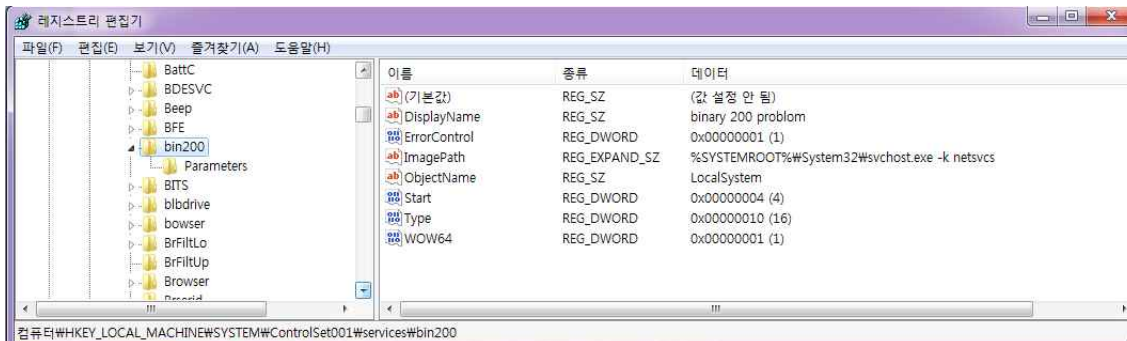 레지스트리 편집기
파일(F) 편집(E) 보기(V) 즐겨찾기(A) 도움말(H)
BattC
BDESVC
Beep
BFE
bin200
Parameters
BITS
blbdrive
bowser
BrFiltLo
BrFiltUp
Browser
이름 종류 데이터
(기본값) REG_SZ (값 설정 안 됨)
DisplayName REG_SZ binary 200 problom
ErrorControl REG_DWORD 0x00000001 (1)
ImagePath REG_EXPAND_SZ %SYSTEMROOT%₩System32₩svchost.exe -k netsvcs
ObjectName REG_SZ LocalSystem
Start REG_DWORD 0x00000004 (4)
Type REG_DWORD 0x00000010 (16)
WOW64 REG_DWORD 0x00000001 (1)
컴퓨터₩HKEY_LOCAL_MACHINE₩SYSTEM₩ControlSet001₩services₩bin200